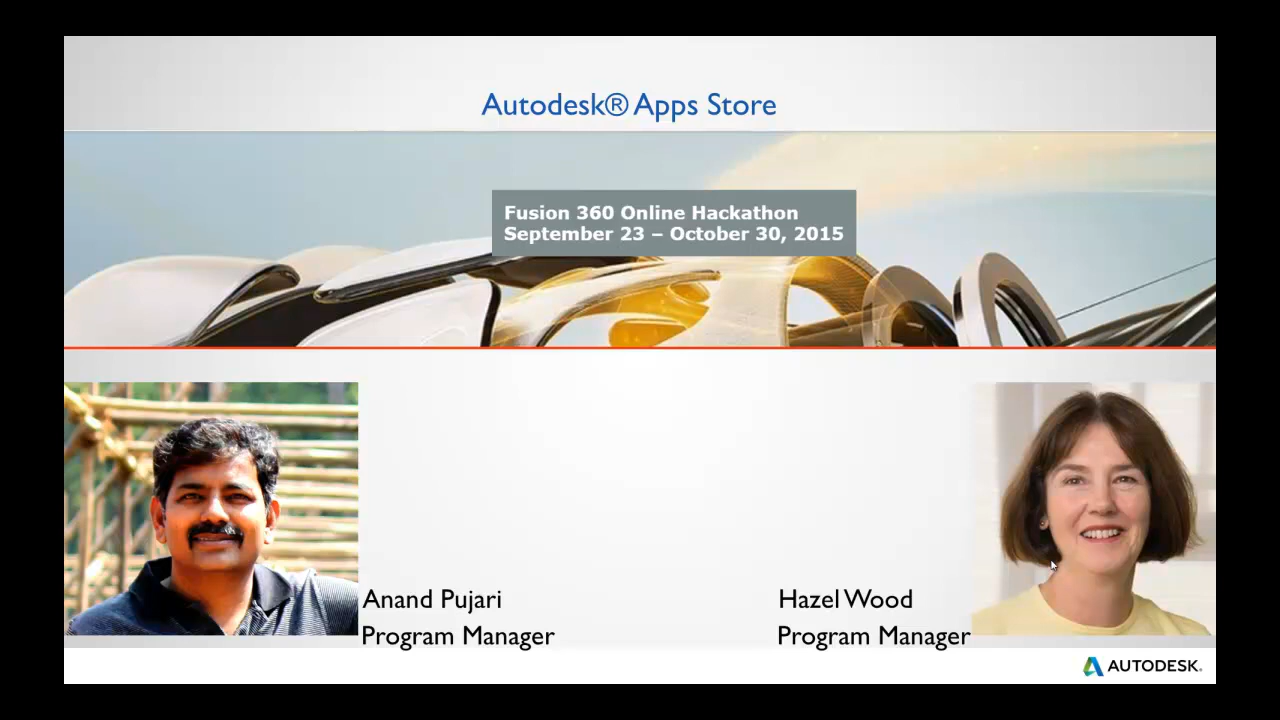 Autodesk® Apps Store
Fusion 360 Online Hackathon
September 23 – October 30, 2015
Anand Pujari
Program Manager
Hazel Wood
Program Manager
AUTODESK.